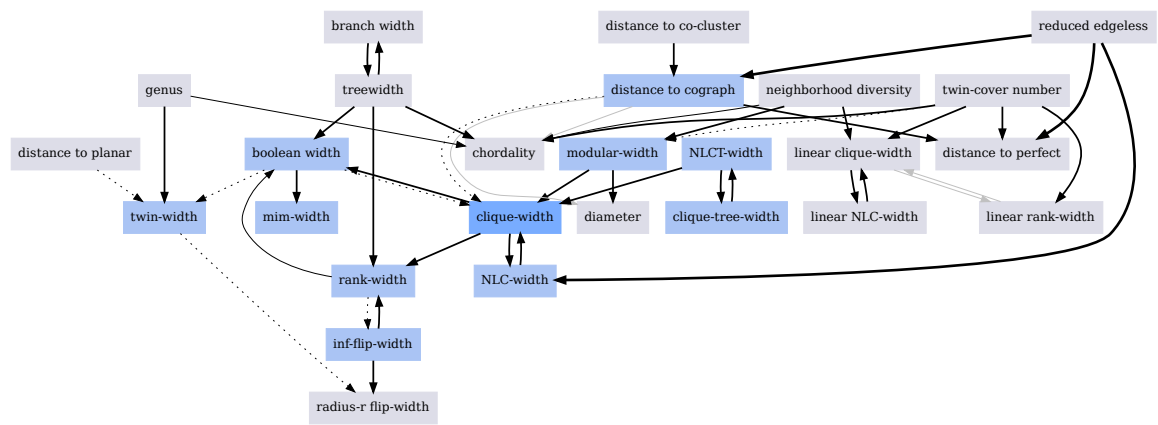 branch width
distance to co-cluster
reduced edgeless
genus
treewidth
distance to cograph
neighborhood diversity
twin-cover number
distance to planar
boolean width
chordality
modular-width
NLCT-width
linear clique-width
distance to perfect
twin-width
mim-width
clique-width
diameter
clique-tree-width
linear NLC-width
linear rank-width
rank-width
NLC-width
inf-flip-width
radius-r flip-width